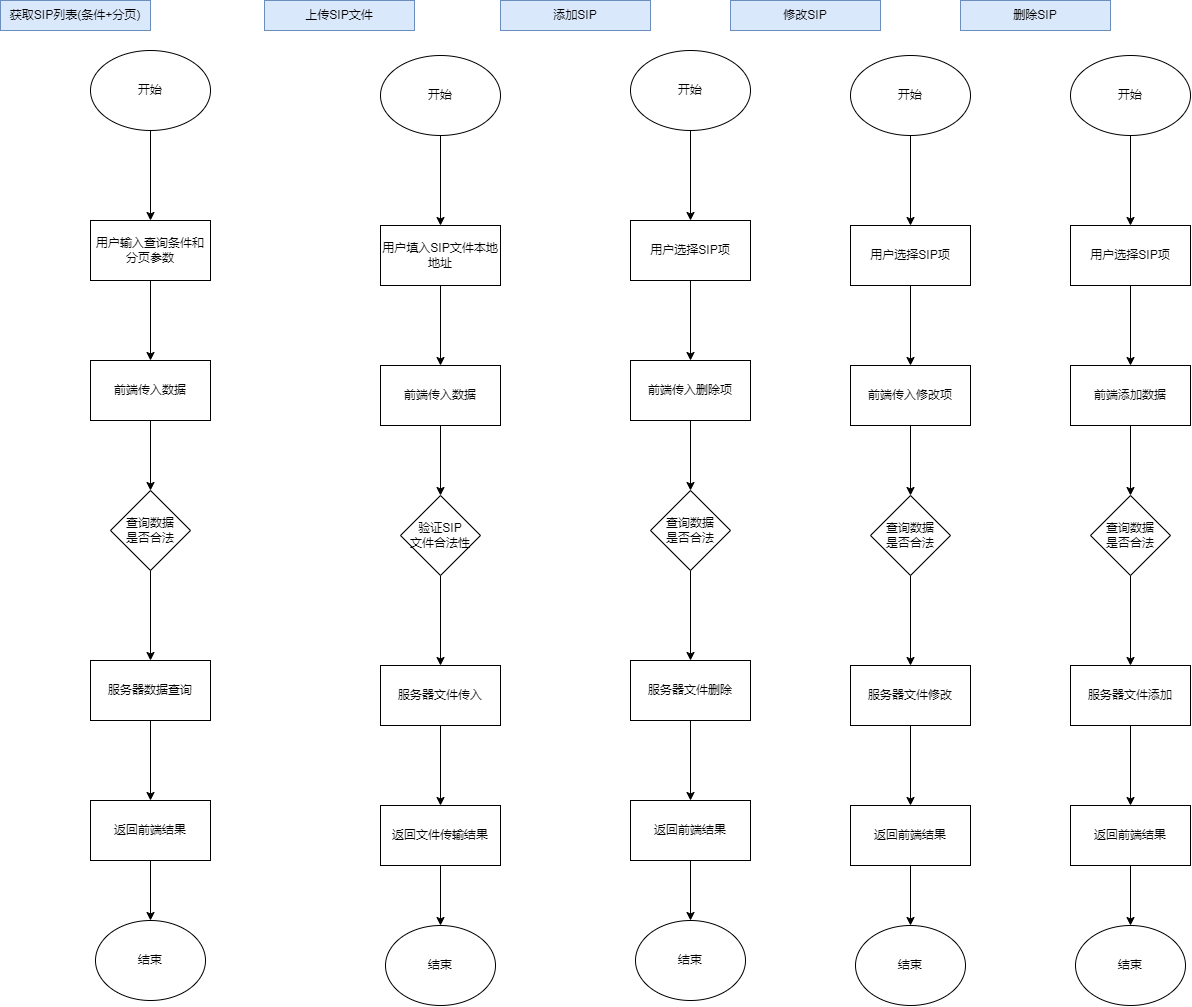 获取SIP列表(条件+分页)
上传SIP文件
添加SIP
修改SIP
删除SIP
开始
用户输入查询条件和
分页参数
前端传入数据
查询数据
是否合法
服务器数据查询
返回前端结果
结束
开始
用户填入SIP文件本地
地址
前端传入数据
验证SIP
文件合法性
服务器文件传入
返回文件传输结果
结束
开始
用户选择SIP项
前端传入删除项
查询数据
是否合法
服务器文件删除
返回前端结果
结束
开始
用户选择SIP项
前端传入修改项
查询数据
是否合法
服务器文件修改
返回前端结果
结束
开始
用户选择SIP项
前端添加数据
查询数据
是否合法
服务器文件添加
返回前端结果
结束